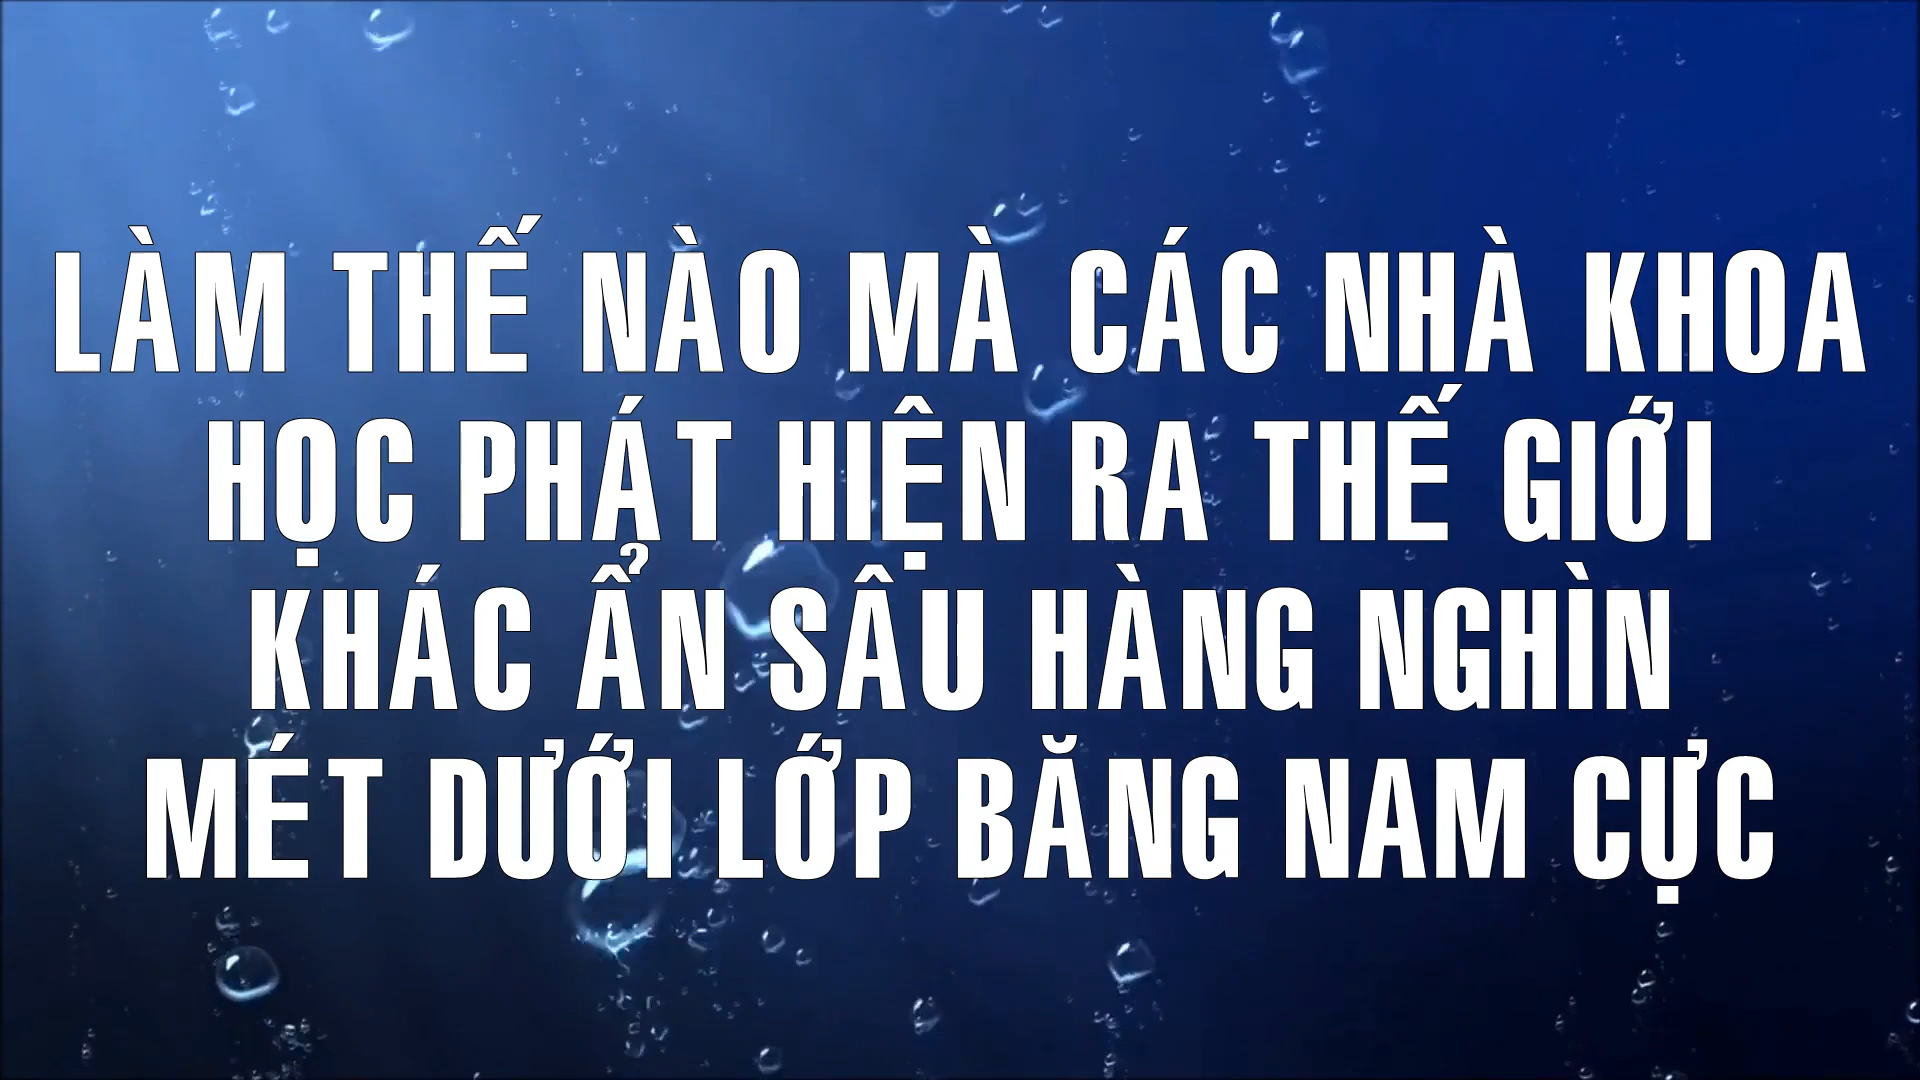 LÀM THẾ NÀO MÀ CÁC NHÀ KHOA
HỌC PHÁT HIỆN RA THẾ GIỚI
KHÁC ẨN SÂU HÀNG NGHÌN
MÉT DƯỚI LỚP BĂNG NAM CỰC